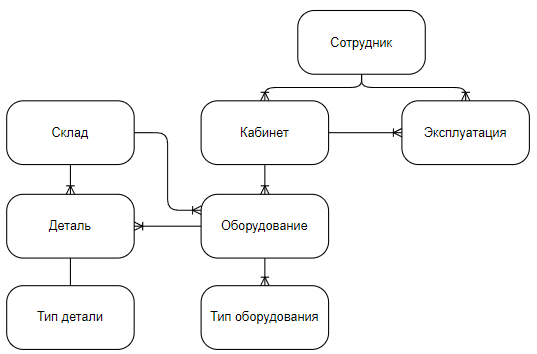 Сотрудник
Склад
Кабинет
Эксплуатация
Деталь
Оборудование
Тип детали
Тип оборудования